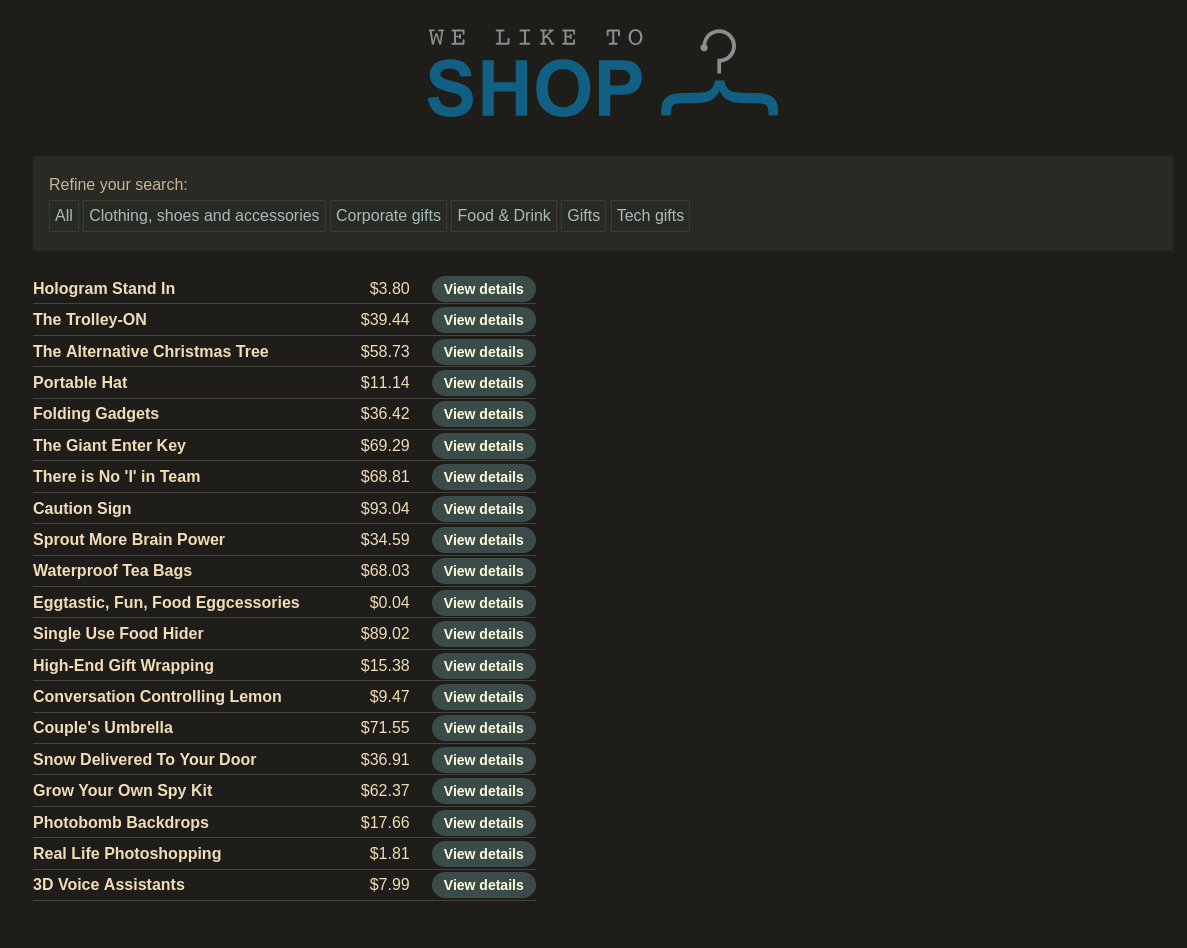 WE LIKE TO
SHOP
Refine your search:
All Clothing, shoes and accessories Corporate gifts Food & Drink Gifts Tech gifts
Hologram Stand In $3.80 View details
The Trolley-ON $39.44 View details
The Alternative Christmas Tree $58.73 View details
Portable Hat $11.14 View details
Folding Gadgets $36.42 View details
The Giant Enter Key $69.29 View details
There is No 'I' in Team $68.81 View details
Caution Sign $93.04 View details
Sprout More Brain Power $34.59 View details
Waterproof Tea Bags $68.03 View details
Eggtastic, Fun, Food Eggcessories $0.04 View details
Single Use Food Hider $89.02 View details
High-End Gift Wrapping $15.38 View details
Conversation Controlling Lemon $9.47 View details
Couple's Umbrella $71.55 View details
Snow Delivered To Your Door $36.91 View details
Grow Your Own Spy Kit $62.37 View details
Photobomb Backdrops $17.66 View details
Real Life Photoshopping $1.81 View details
3D Voice Assistants $7.99 View details